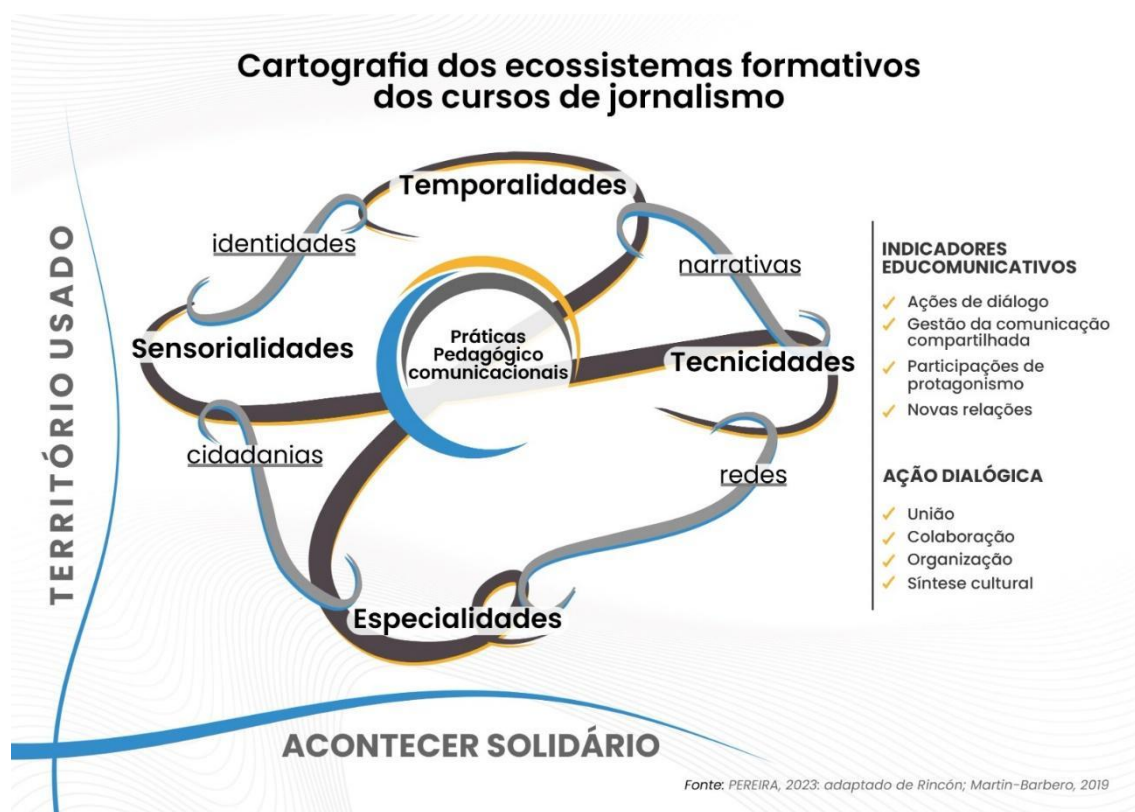 Cartografia dos ecossistemas formativos
dos cursos de jornalismo
TERRITÓRIO USADO
Temporalidades
identidades
narrativas
Sensorialidades
Práticas
Pedagógico
comunicacionais
Tecnicidades
cidadanias
redes
Especialidades
INDICADORES
EDUCOMUNICATIVOS
Ações de diálogo
Gestão da comunicação
compartilhada
Participações de
protagonismo
Novas relações
AÇÃO DIALÓGICA
União
Colaboração
Organização
Síntese cultural
ACONTECER SOLIDÁRIO
Fonte: PEREIRA, 2023: adaptado de Rincón; Martin-Barbero, 2019